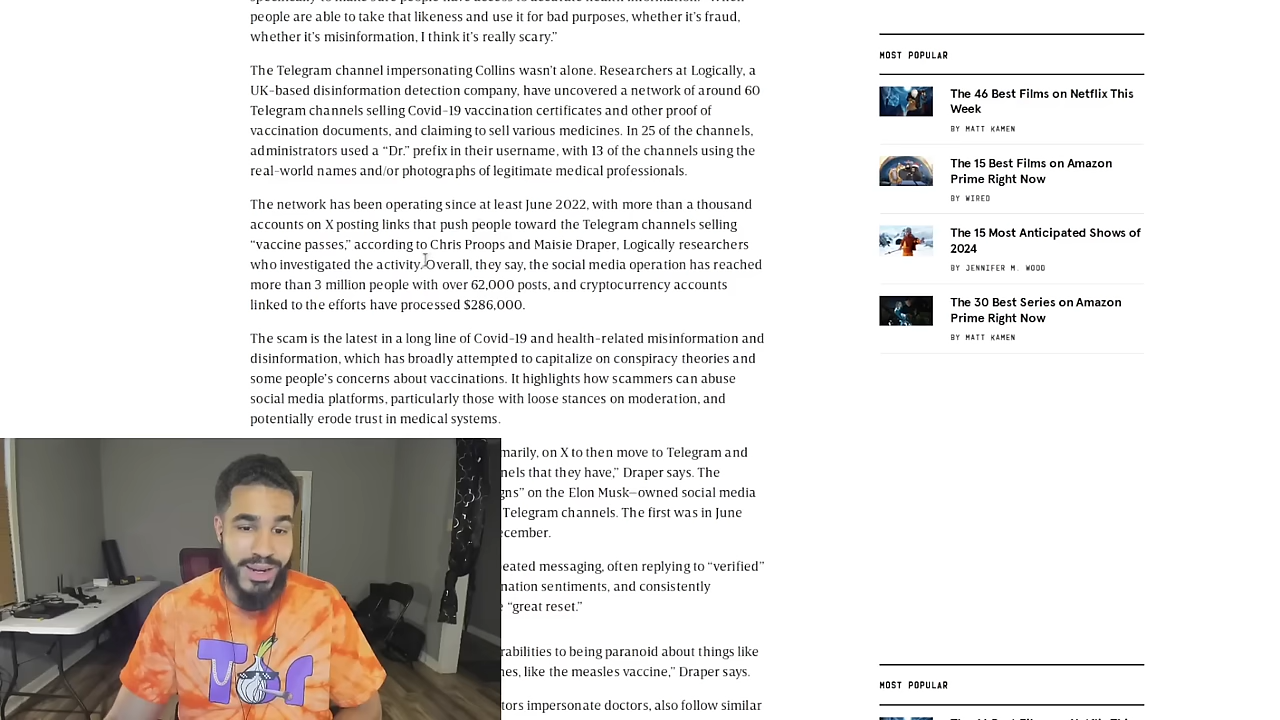 people are able to take that likeness and use it for bad purposes, whether it's fraud,
whether it's misinformation, I think it's really scary.”
The Telegram channel impersonating Collins wasn't alone. Researchers at Logically, a
UK-based disinformation detection company, have uncovered a network of around 60
Telegram channels selling Covid-19 vaccination certificates and other proof of
vaccination documents, and claiming to sell various medicines. In 25 of the channels,
administrators used a “Dr.” prefix in their username, with 13 of the channels using the
real-world names and/or photographs of legitimate medical professionals.
The network has been operating since at least June 2022, with more than a thousand
accounts on X posting links that push people toward the Telegram channels selling
“vaccine passes,” according to Chris Proops and Maisie Draper, Logically researchers
who investigated the activity. Overall, they say, the social media operation has reached
more than 3 million people with over 62,000 posts, and cryptocurrency accounts
linked to the efforts have processed $286,000.
The scam is the latest in a long line of Covid-19 and health-related misinformation and
disinformation, which has broadly attempted to capitalize on conspiracy theories and
some people's concerns about vaccinations. It highlights how scammers can abuse
social media platforms, particularly those with loose stances on moderation, and
potentially erode trust in medical systems.
marily, on X to then move to Telegram and
nels that they have,” Draper says. The
gns” on the Elon Musk–owned social media
Telegram channels. The first was in June
ecember.
eated messaging, often replying to “verified”
nation sentiments, and consistently
“great reset.”
rabilities to being paranoid about things like
nes, like the measles vaccine,” Draper says.
tors impersonate doctors, also follow similar
MOST POPULAR
The 46 Best Films on Netflix This
Week
BY MATT KAMEN
The 15 Best Films on Amazon
Prime Right Now
BY WIRED
The 15 Most Anticipated Shows of
2024
BY JENNIFER M. WOOD
The 30 Best Series on Amazon
Prime Right Now
BY MATT KAMEN
MOST POPULAR
Tor